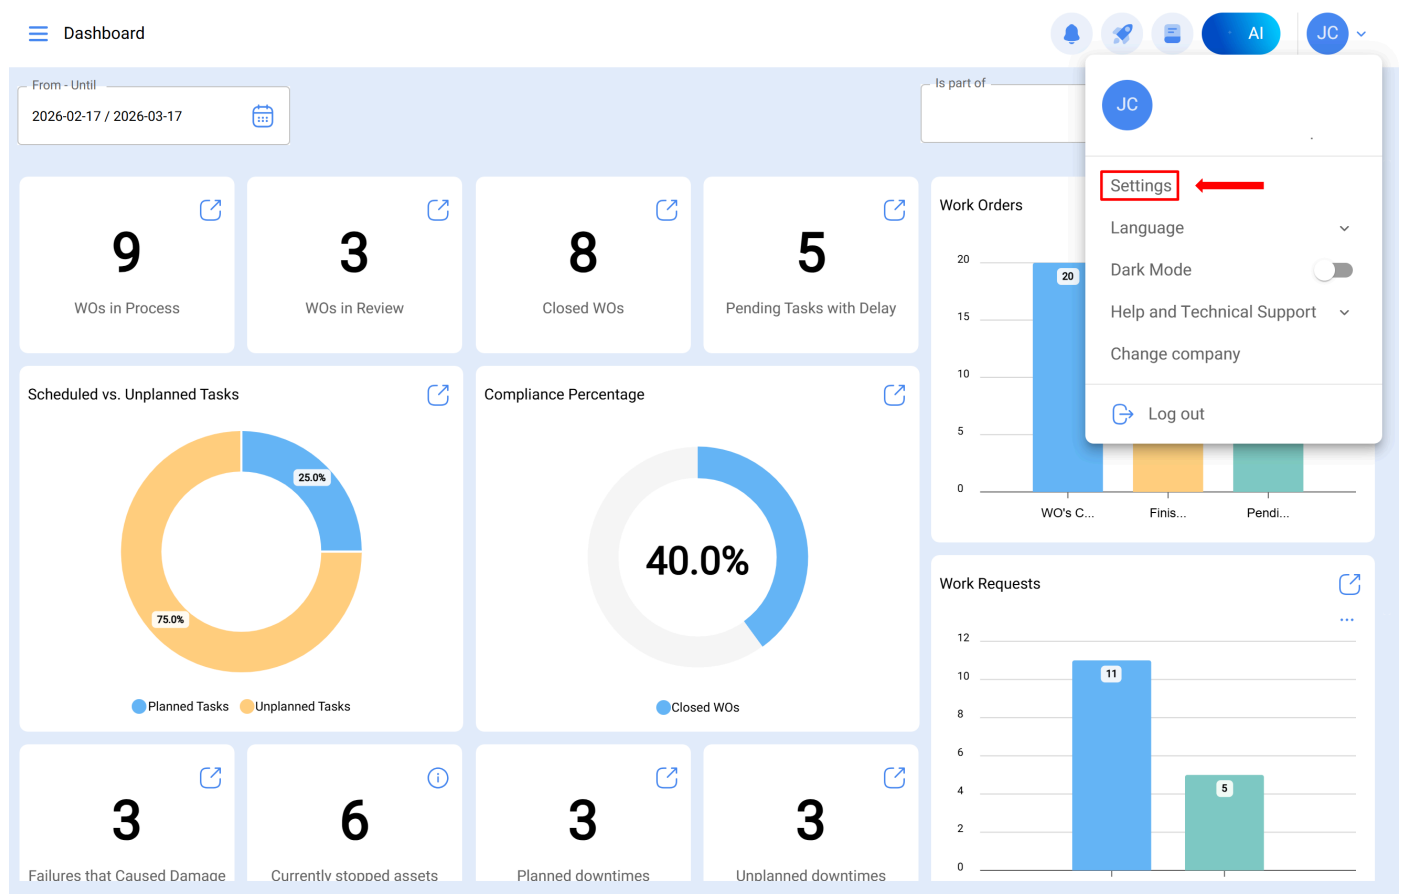 Dashboard
AI
JC
From - Until
2026-02-17 / 2026-03-17
Is part of
JC
Settings
Language
Dark Mode
Help and Technical Support
Change company
Log out
9
WOs in Process
3
WOs in Review
8
Closed WOs
5
Pending Tasks with Delay
Work Orders
20
15
10
5
0
20
WO's C...
Finis...
Pendi...
Scheduled vs. Unplanned Tasks
25.0%
75.0%
Planned Tasks
Unplanned Tasks
Compliance Percentage
40.0%
Closed WOs
Work Requests
12
10
8
6
4
2
0
11
5
3
Failures that Caused Damage
6
Currently stopped assets
3
Planned downtimes
3
Unplanned downtimes